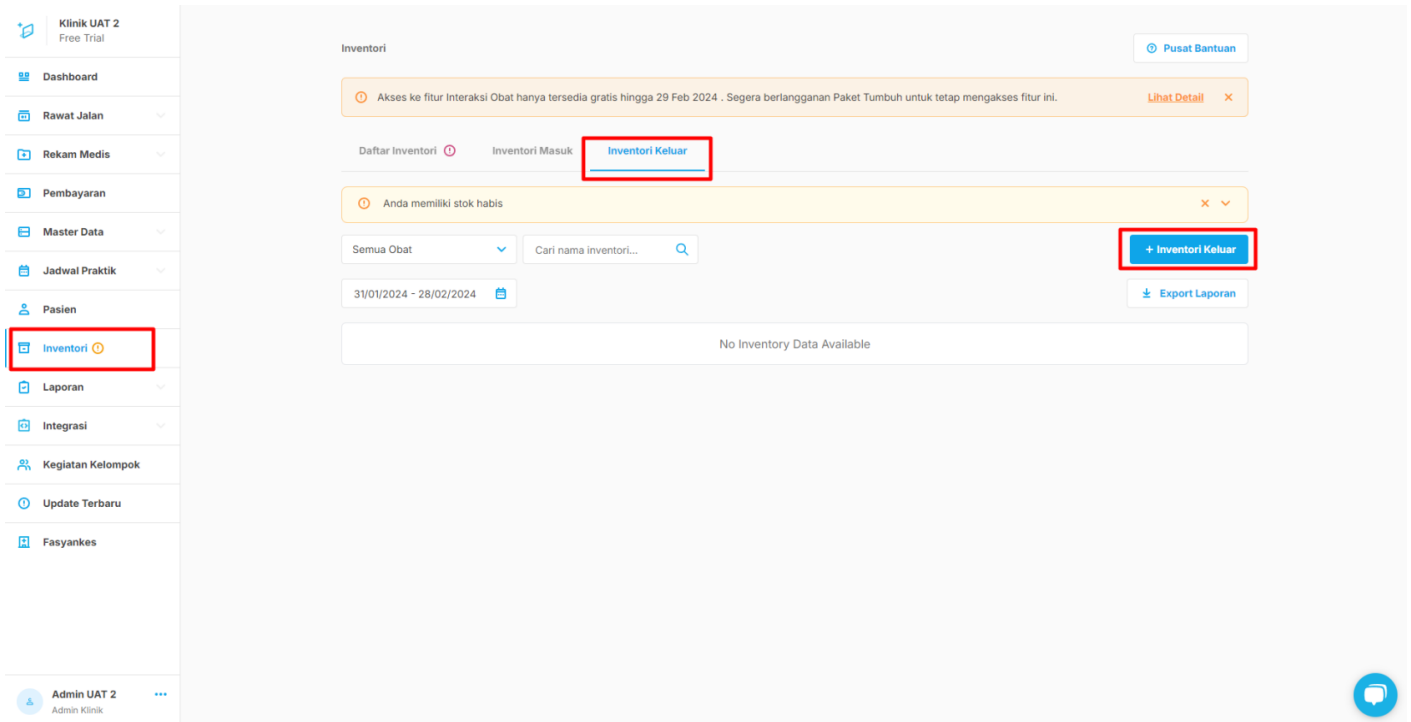 Klinik UAT 2
Free Trial
Dashboard
Rawat Jalan
Rekam Medis
Pembayaran
Master Data
Jadwal Praktik
Pasien
Inventori
Laporan
Integrasi
Kegiatan Kelompok
Update Terbaru
Fasyankes
Admin UAT 2
Admin Klinik
Inventori
Pusat Bantuan
Akses ke fitur Interaksi Obat hanya tersedia gratis hingga 29 Feb 2024 . Segera berlangganan Paket Tumbuh untuk tetap mengakses fitur ini. Lihat Detail
Daftar Inventori Inventori Masuk Inventori Keluar
Anda memiliki stok habis
Semua Obat Cari nama inventori... + Inventori Keluar
31/01/2024 - 28/02/2024 Export Laporan
No Inventory Data Available